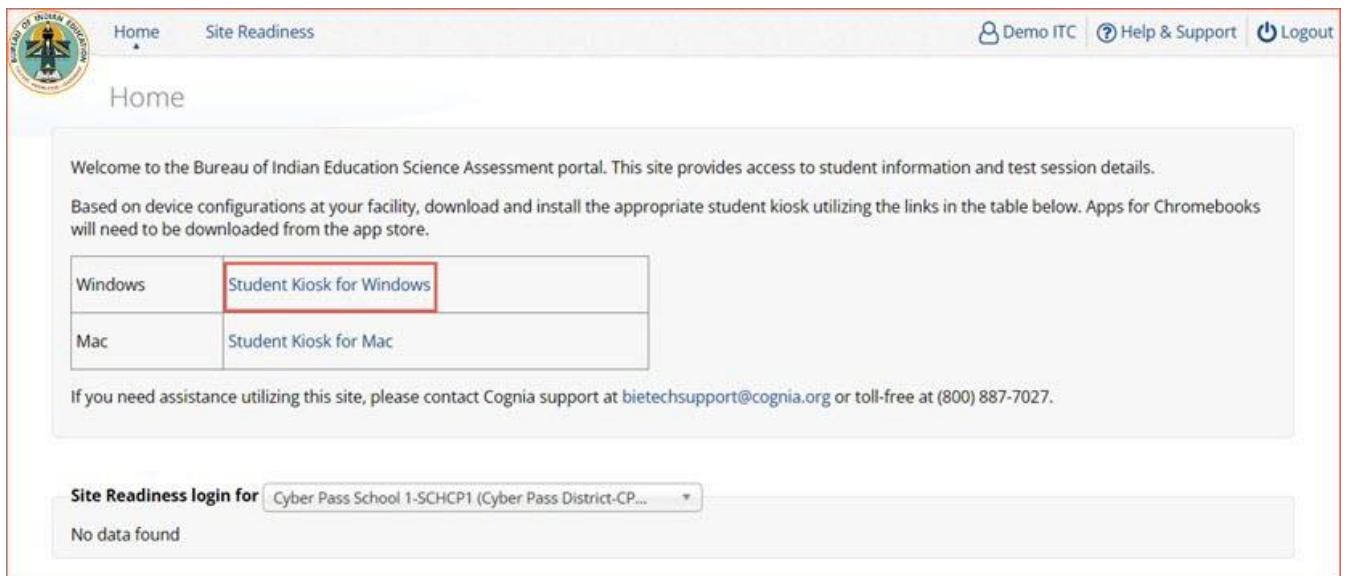 BUREAU OF INDIAN EDUCATION
Home Site Readiness Demo ITC Help & Support Logout
Home
Welcome to the Bureau of Indian Education Science Assessment portal. This site provides access to student information and test session details.
Based on device configurations at your facility, download and install the appropriate student kiosk utilizing the links in the table below. Apps for Chromebooks
will need to be downloaded from the app store.
Windows Student Kiosk for Windows
Mac Student Kiosk for Mac
If you need assistance utilizing this site, please contact Cognia support at bietechsupport@cognia.org or toll-free at (800) 887-7027.
Site Readiness login for Cyber Pass School 1-SCHCP1 (Cyber Pass District-CP...
No data found